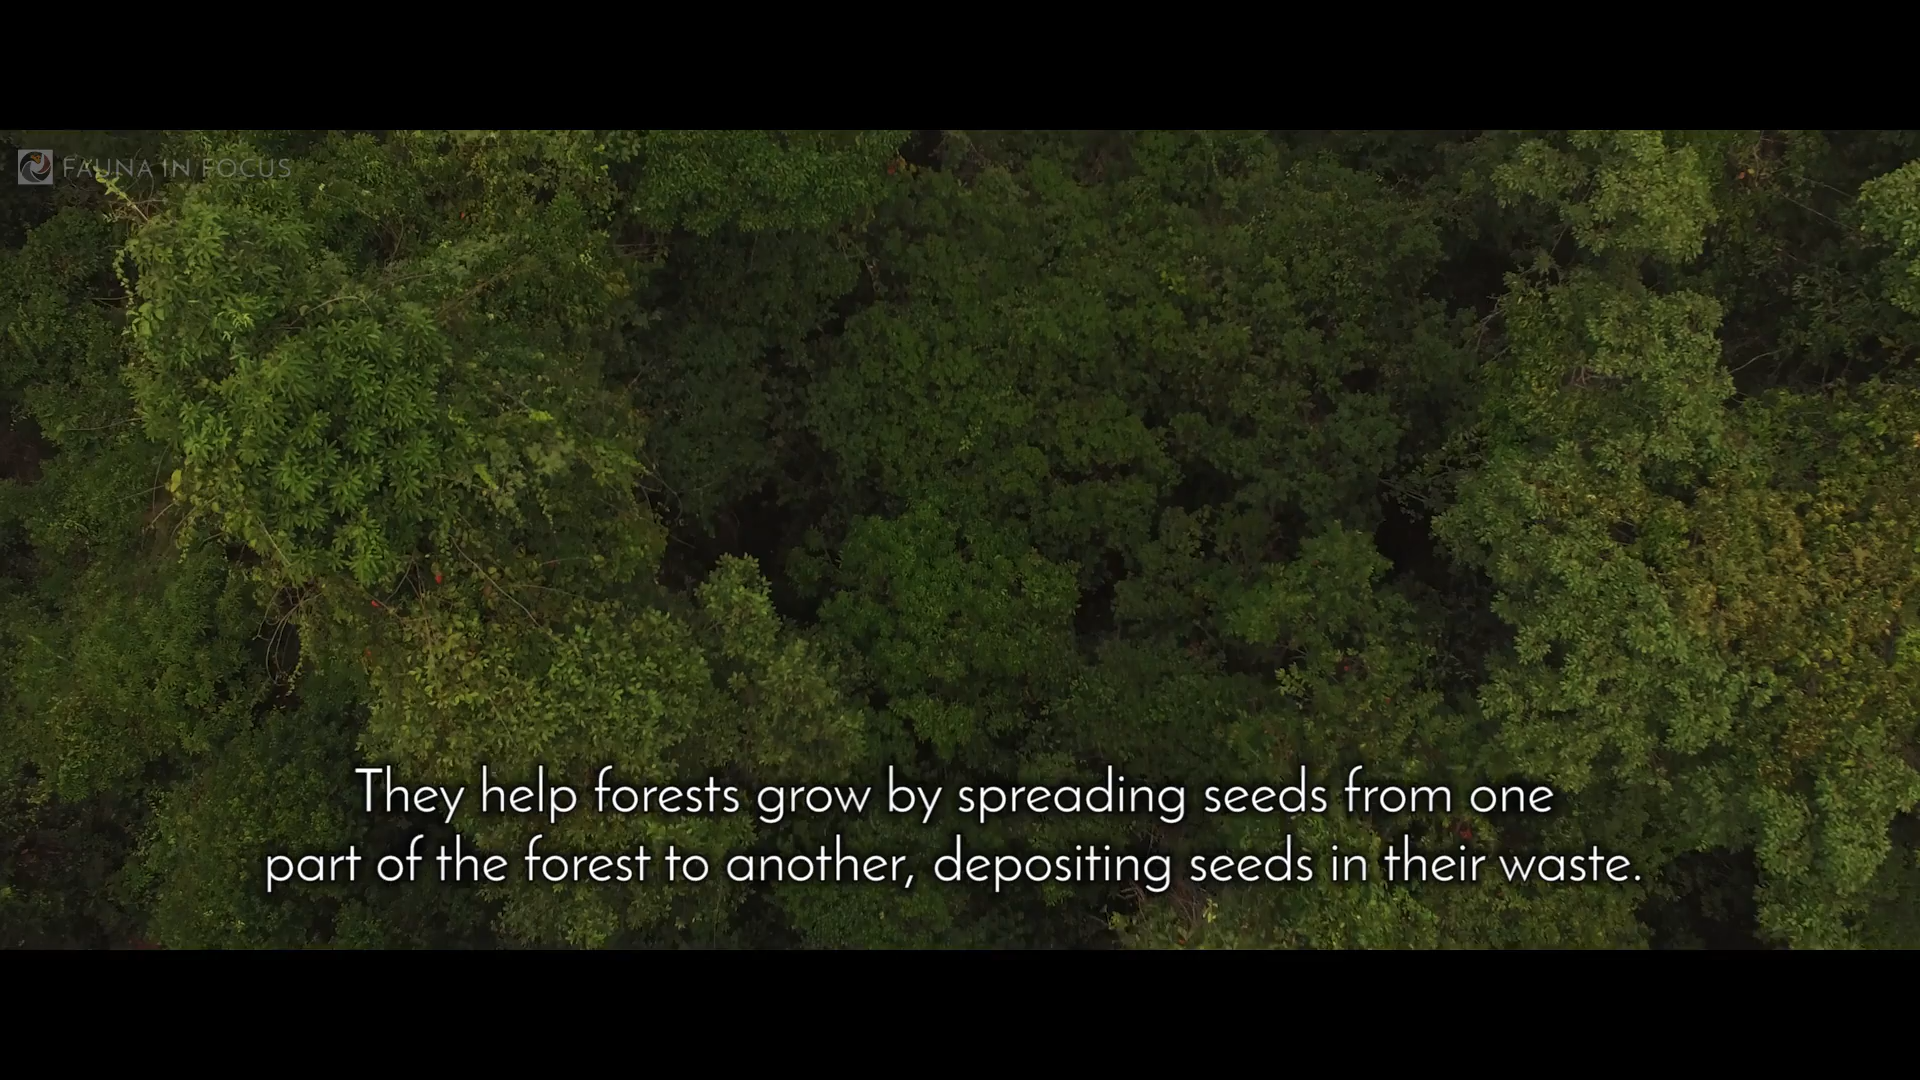 FAUNA IN FOCUS
They help forests grow by spreading seeds from one
part of the forest to another, depositing seeds in their waste.